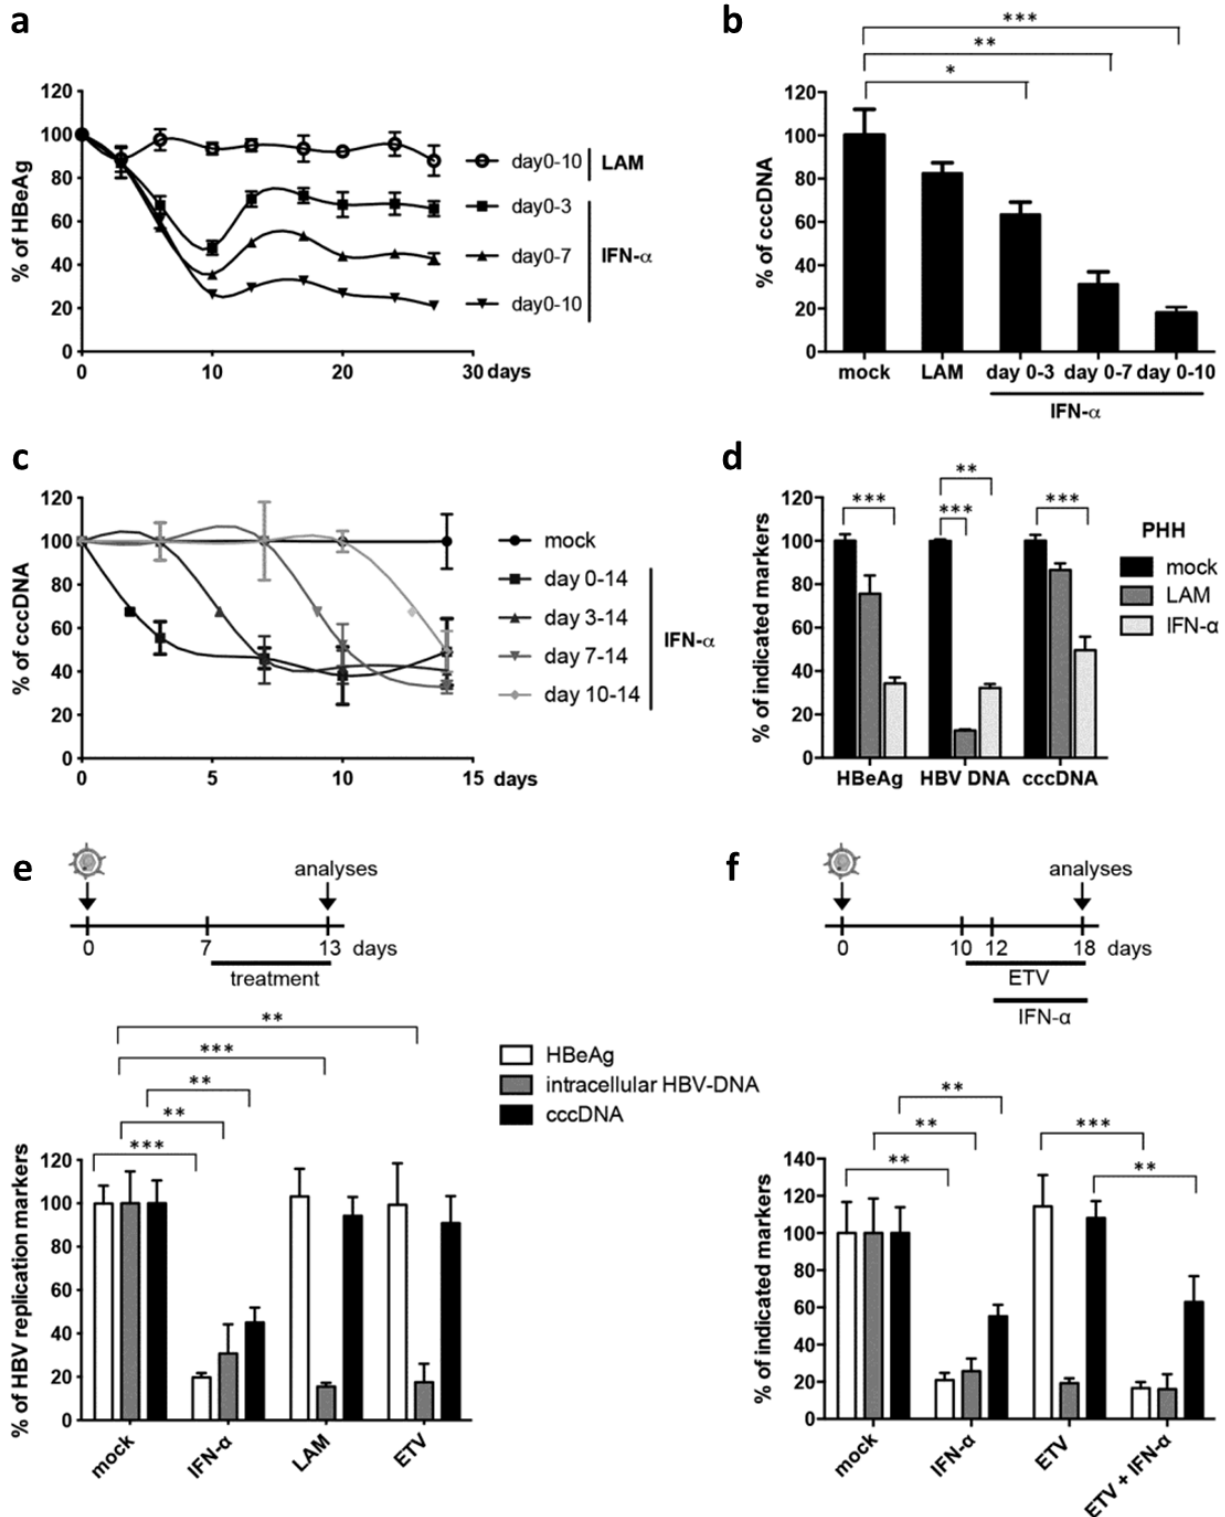 a
% of HBeAg
120
100
80
60
40
20
0
0 10 20 30 days
day0-10 LAM
day0-3
day0-7 IFN-α
day0-10
b
***
**
*
% of cccDNA
120
100
80
60
40
20
0
mock LAM day 0-3 day 0-7 day 0-10
IFN-α
c
% of cccDNA
120
100
80
60
40
20
0
0 5 10 15 days
mock
day 0-14
day 3-14
day 7-14
day 10-14
IFN-α
d
% of indicated markers
120
100
80
60
40
20
0
***
**
***
***
HBeAg HBV DNA cccDNA
PHH
mock
LAM
IFN-α
e
analyses
0 7 13 days
treatment
**
***
**
**
***
HBeAg
intracellular HBV-DNA
cccDNA
% of HBV replication markers
120
100
80
60
40
20
0
mock IFN-α LAM ETV
f
analyses
0 10 12 18 days
ETV
IFN-α
**
** ***
** **
% of indicated markers
140
120
100
80
60
40
20
0
mock IFN-α ETV ETV + IFN-α